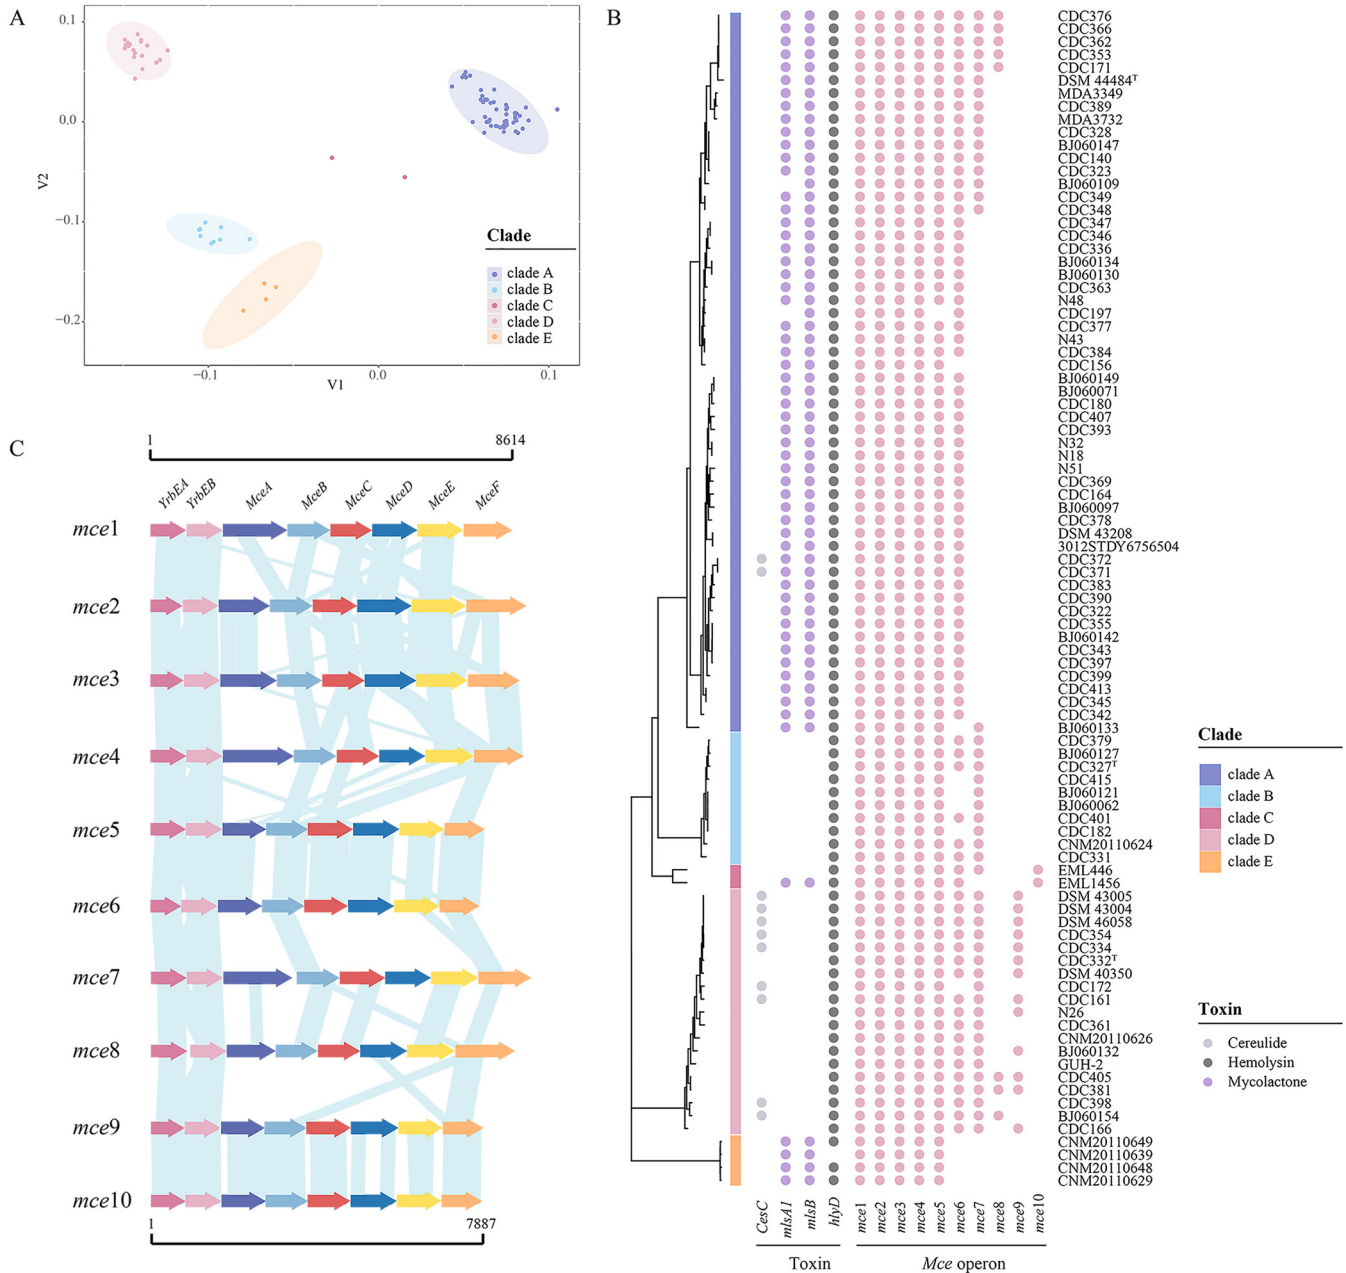 A
0.1
0.0
−0.1
−0.2
V2
−0.1
0.0
0.1
V1
Clade
clade A
clade B
clade C
clade D
clade E
B
CDC376
CDC366
CDC362
CDC353
CDC171
DSM 44484ᵀ
MDA3349
CDC389
MDA3732
CDC328
BJ060147
CDC140
CDC323
BJ060109
CDC349
CDC348
CDC347
CDC346
CDC336
BJ060134
BJ060130
CDC363
N48
CDC197
CDC377
N43
CDC384
CDC156
BJ060149
BJ060071
CDC180
CDC407
CDC393
N32
N18
N51
CDC369
CDC164
BJ060097
CDC378
DSM 43208
3012STDY6756504
CDC372
CDC371
CDC383
CDC390
CDC322
CDC355
BJ060142
CDC343
CDC397
CDC399
CDC413
CDC345
CDC342
BJ060133
CDC379
BJ060127
CDC327ᵀ
CDC415
BJ060121
BJ060062
CDC401
CDC182
CNM20110624
CDC331
EML446
EML1456
DSM 43005
DSM 43004
DSM 46058
CDC354
CDC334
CDC332ᵀ
DSM 40350
CDC172
CDC161
N26
CDC361
CNM20110626
BJ060132
GUH-2
CDC405
CDC381
CDC398
BJ060154
CDC166
CNM20110649
CNM20110639
CNM20110648
CNM20110629
CesC
mlsA1
mlsB
hlyD
mce1
mce2
mce3
mce4
mce5
mce6
mce7
mce8
mce9
mce10
Toxin
Mce operon
Clade
clade A
clade B
clade C
clade D
clade E
Toxin
Cereulide
Hemolysin
Mycolactone
C
1
8614
YrbEA
YrbEB
MceA
MceB
MceC
MceD
MceE
MceF
mce1
mce2
mce3
mce4
mce5
mce6
mce7
mce8
mce9
mce10
1
7887